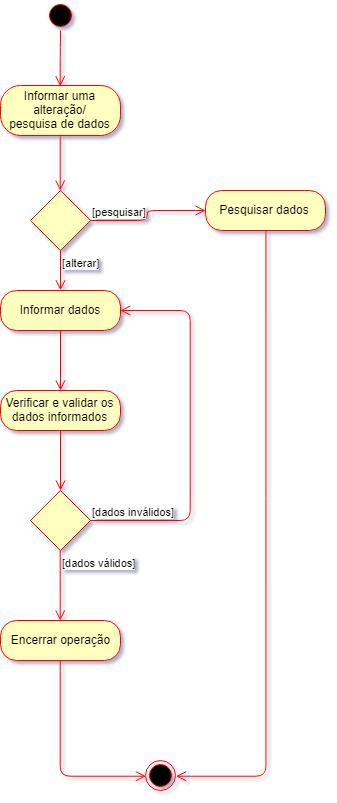 Informar uma
alteração/
pesquisa de dados
[pesquisar]
Pesquisar dados
[alterar]
Informar dados
Verificar e validar os
dados informados
[dados inválidos]
[dados válidos]
Encerrar operação